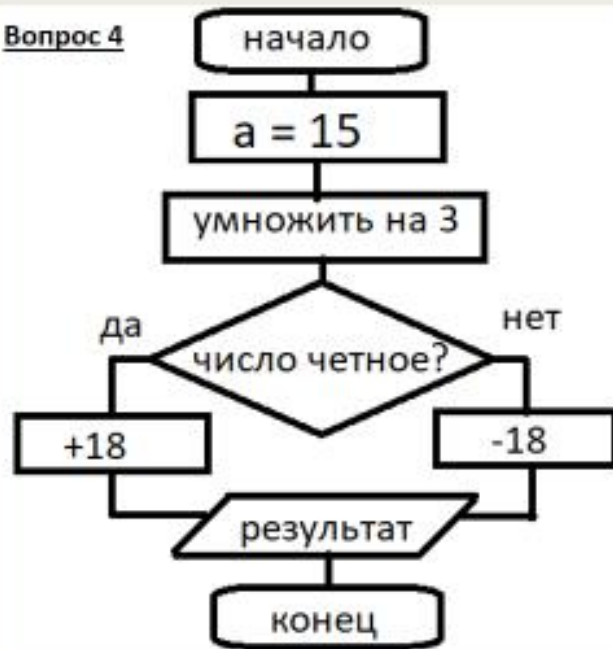 Вопрос 4
начало
a = 15
умножить на 3
да
нет
число четное?
+18
-18
результат
конец